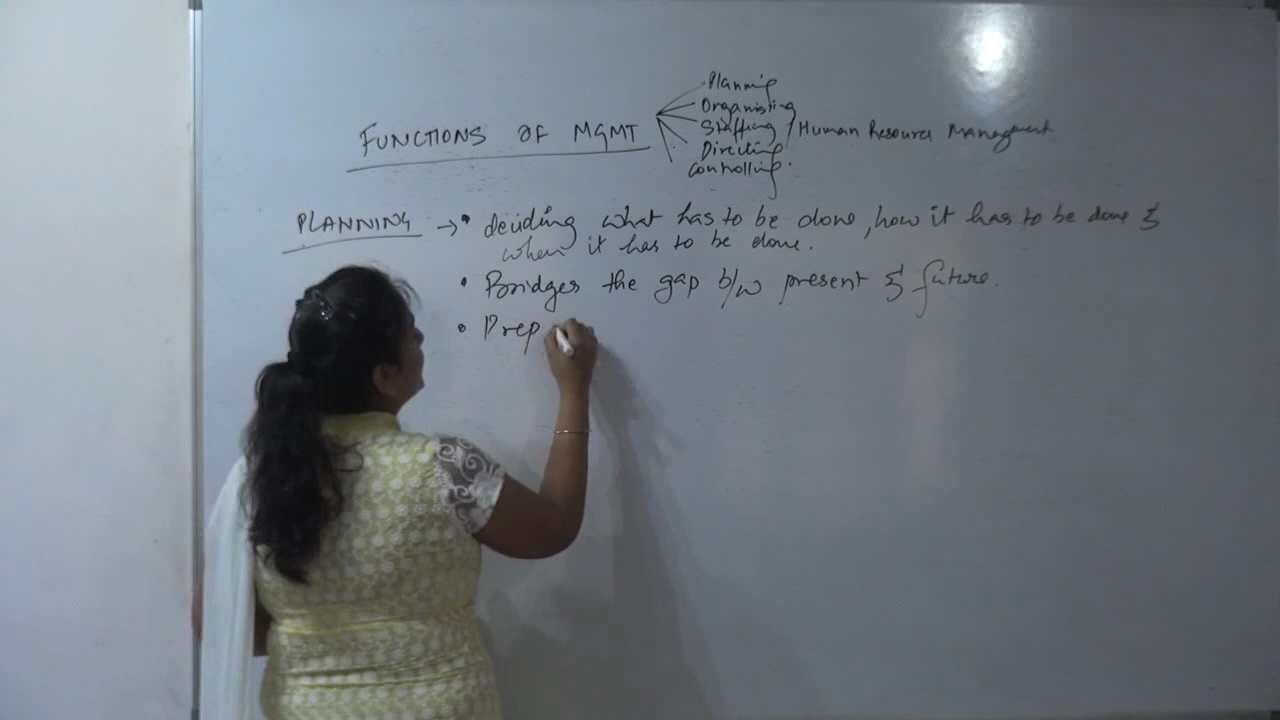 Planning
Organising
FUNCTIONS OF MGMT
Staffing Human Resource Management
Directing
Controlling.
PLANNING → • deciding what has to be done, how it has to be done &
when it has to be done.
• Bridges the gap b/w present & future.
• Prep